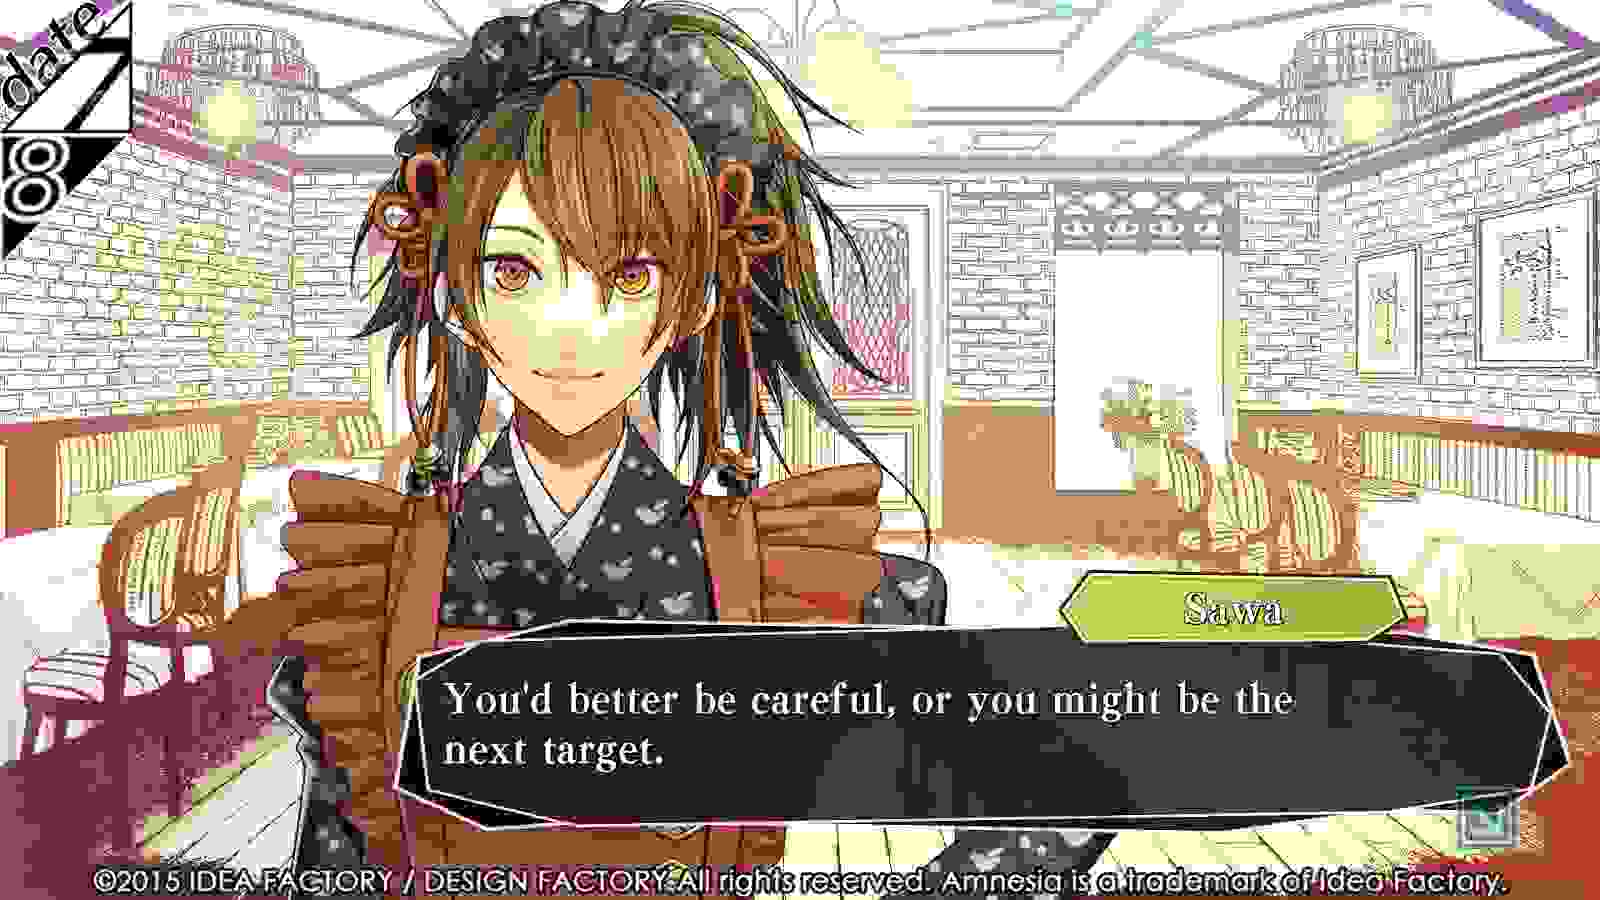 date
7
8
Sawa
You'd better be careful, or you might be the
next target.
©2015 IDEA FACTORY / DESIGN FACTORY All rights reserved. Amnesia is a trademark of Idea Factory.